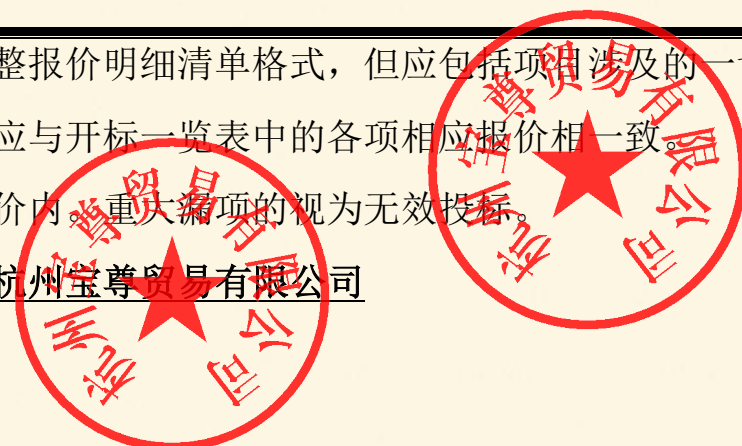 整报价明细清单格式，但应包括项目涉及的一
应与开标一览表中的各项相应报价相一致。
价内。重大漏项的视为无效投标。
杭州宝尊贸易有限公司
杭州宝尊贸易有限公司
杭州宝尊贸易有限公司